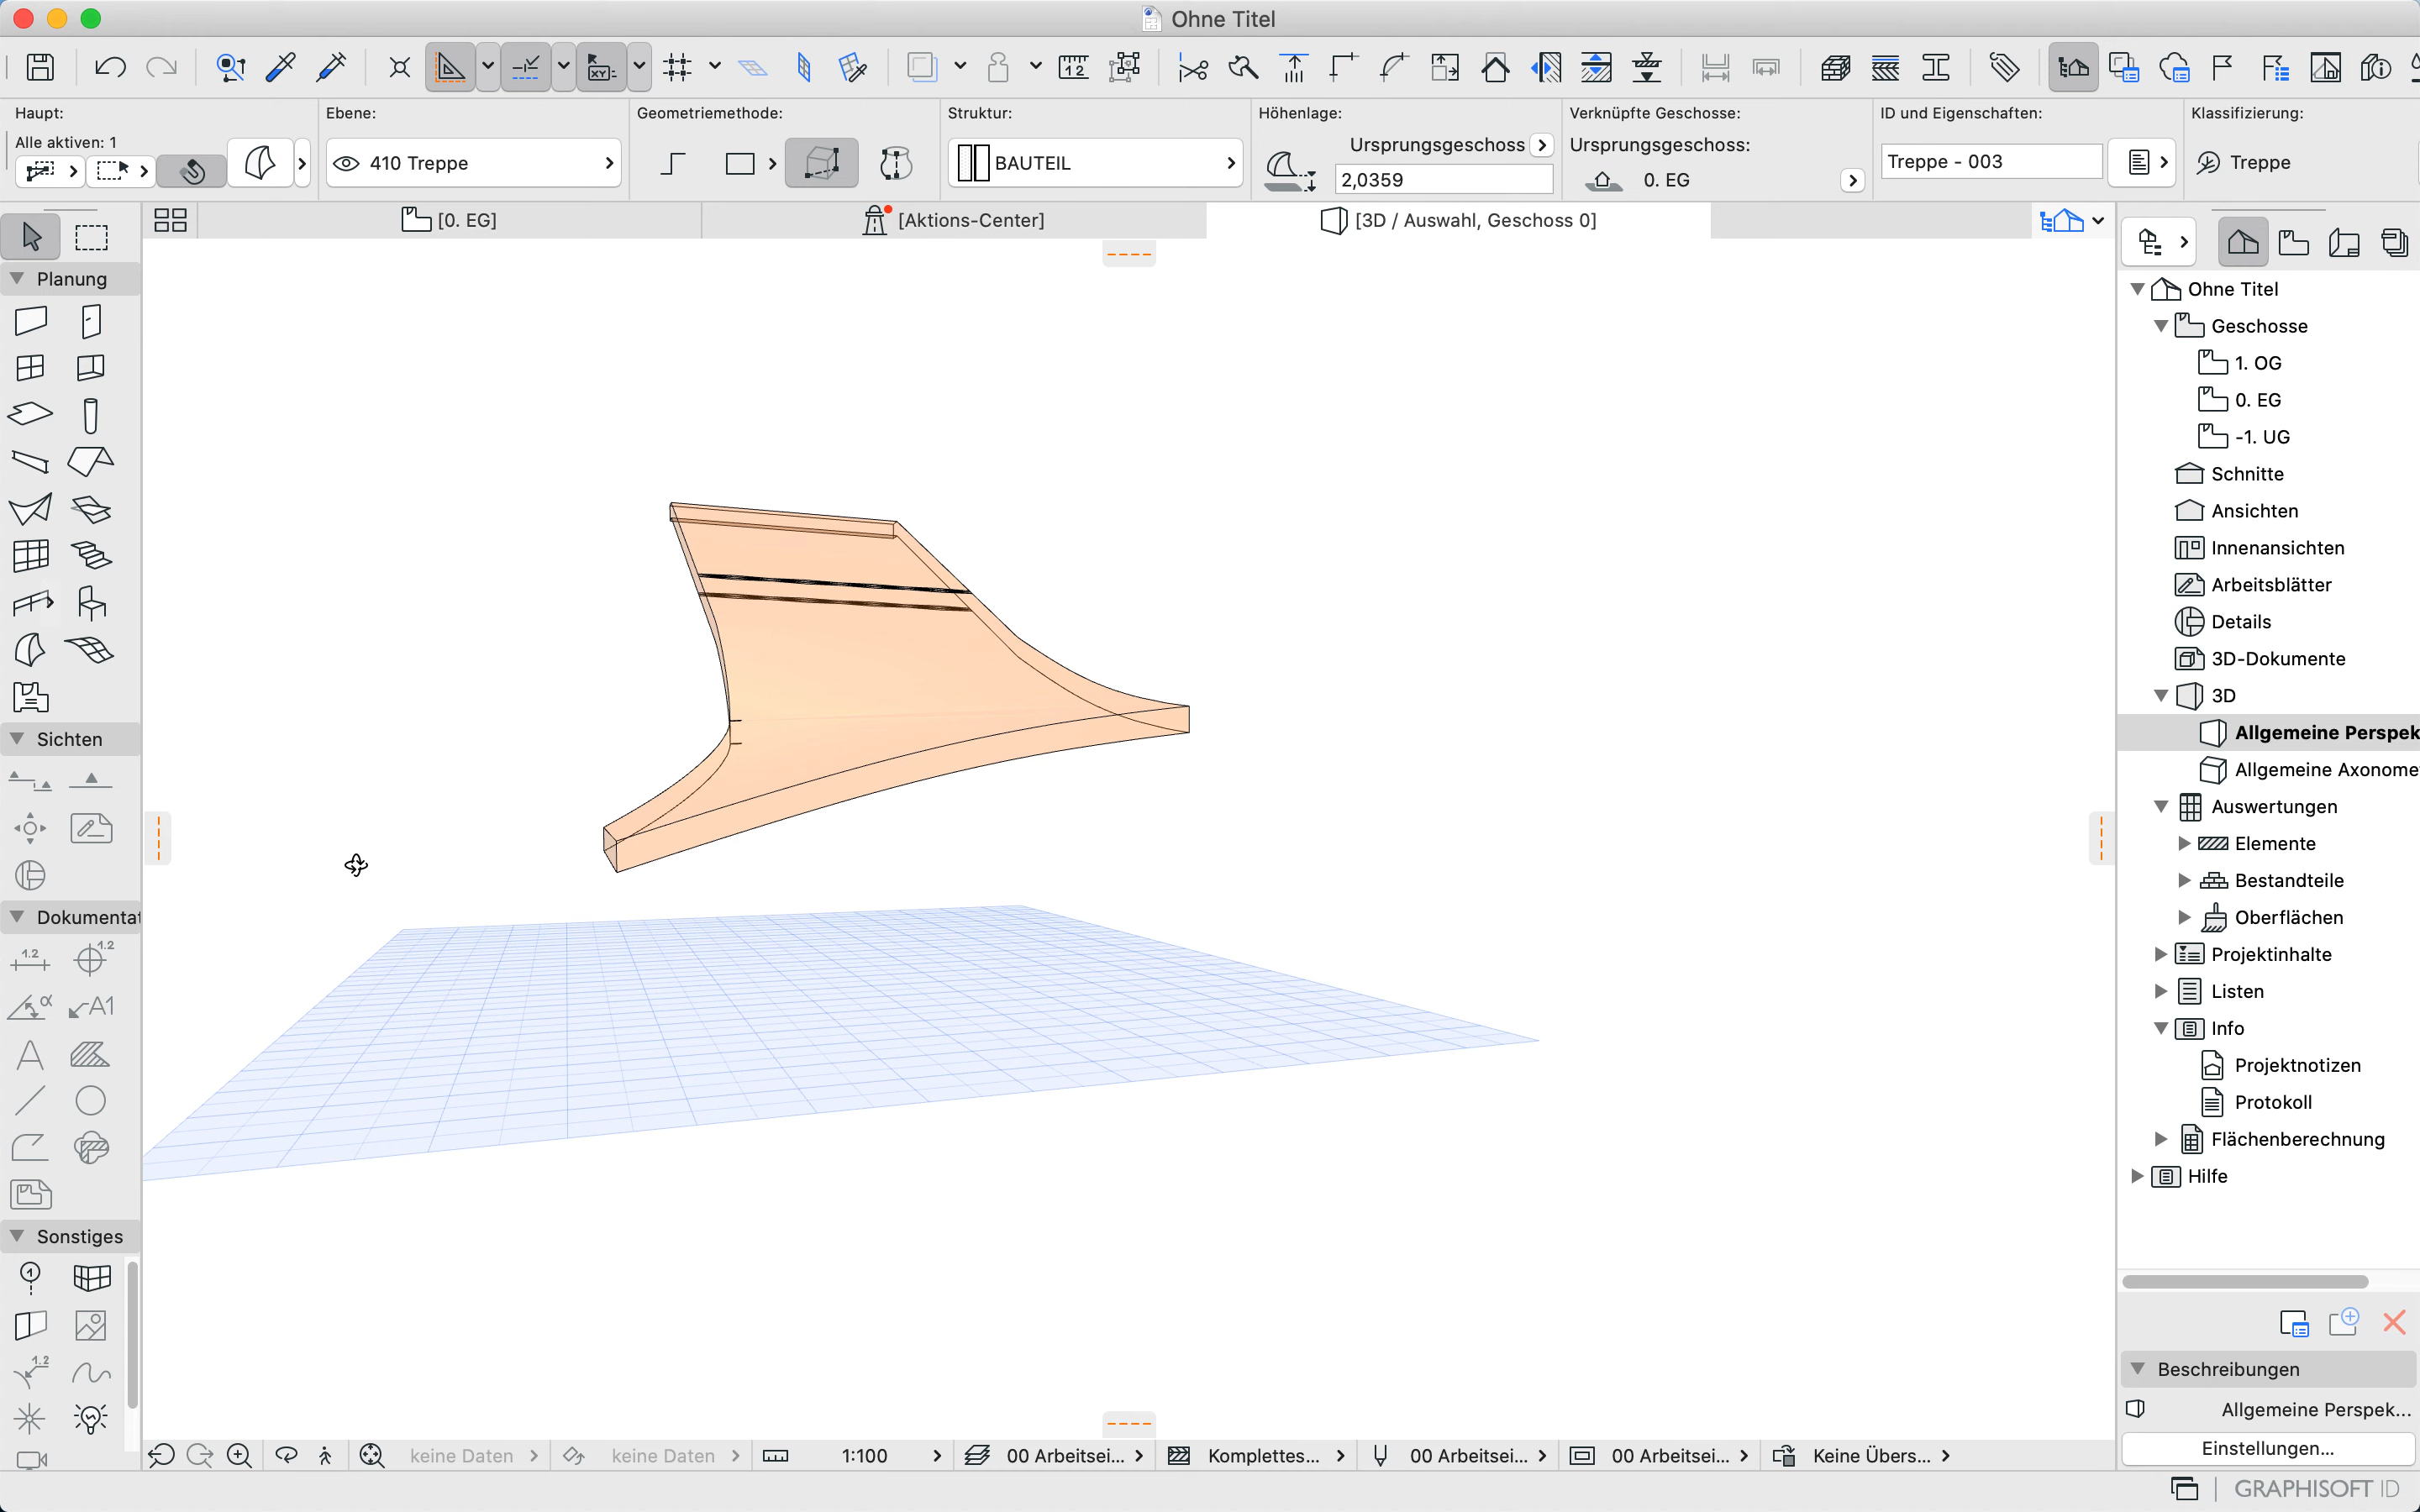 Ohne Titel
Haupt:
Alle aktiven: 1
Ebene:
410 Treppe
Geometriemethode:
Struktur:
BAUTEIL
Höhenlage:
Ursprungsgeschoss
2,0359
Verknüpfte Geschosse:
Ursprungsgeschoss:
0. EG
ID und Eigenschaften:
Treppe - 003
Klassifizierung:
Treppe
[0. EG]
[Aktions-Center]
[3D / Auswahl, Geschoss 0]
Planung
Sichten
Dokumentat
Sonstiges
Ohne Titel
Geschosse
1. OG
0. EG
-1. UG
Schnitte
Ansichten
Innenansichten
Arbeitsblätter
Details
3D-Dokumente
3D
Allgemeine Perspek
Allgemeine Axonome
Auswertungen
Elemente
Bestandteile
Oberflächen
Projektinhalte
Listen
Info
Projektnotizen
Protokoll
Flächenberechnung
Hilfe
Beschreibungen
Allgemeine Perspek...
Einstellungen...
keine Daten
keine Daten
1:100
00 Arbeitsei...
Komplettes...
00 Arbeitsei...
00 Arbeitsei...
Keine Übers...
GRAPHISOFT ID